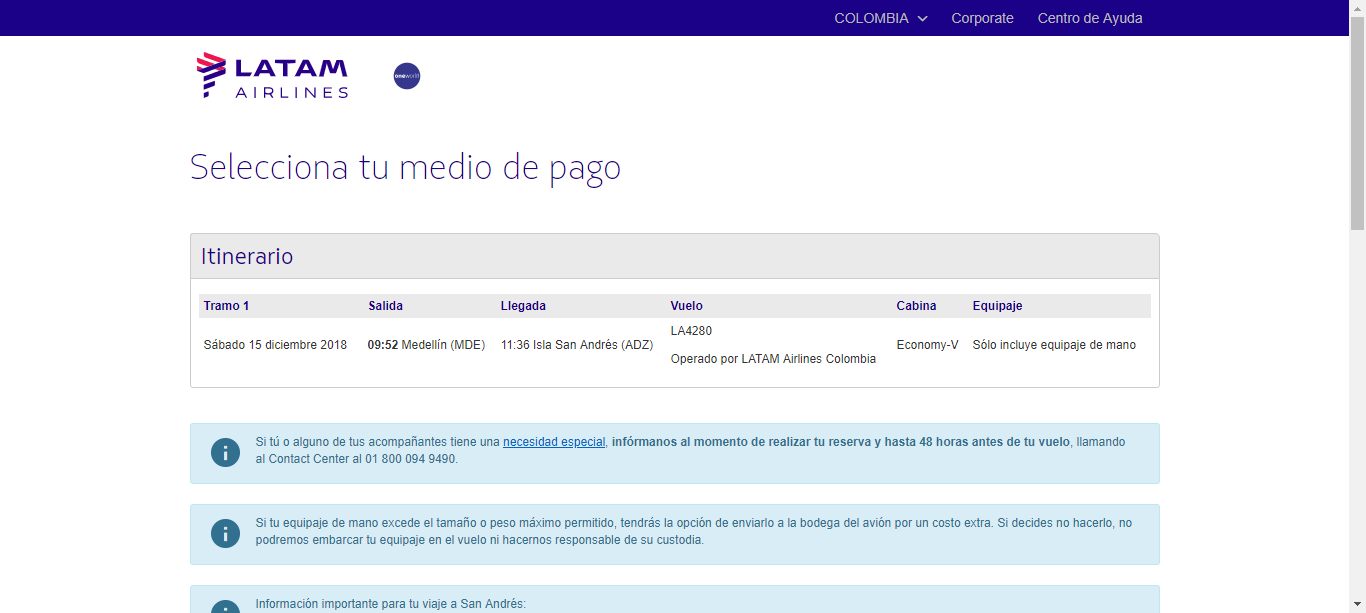 COLOMBIA Corporate Centro de Ayuda
LATAM
AIRLINES
oneworld
Selecciona tu medio de pago
Itinerario
Tramo 1 Salida Llegada Vuelo Cabina Equipaje
Sábado 15 diciembre 2018 09:52 Medellín (MDE) 11:36 Isla San Andrés (ADZ) LA4280 Economy-V Sólo incluye equipaje de mano
Operado por LATAM Airlines Colombia
Si tú o alguno de tus acompañantes tiene una necesidad especial, infórmanos al momento de realizar tu reserva y hasta 48 horas antes de tu vuelo, llamando
al Contact Center al 01 800 094 9490.
Si tu equipaje de mano excede el tamaño o peso máximo permitido, tendrás la opción de enviarlo a la bodega del avión por un costo extra. Si decides no hacerlo, no
podremos embarcar tu equipaje en el vuelo ni hacernos responsable de su custodia.
Información importante para tu viaje a San Andrés: